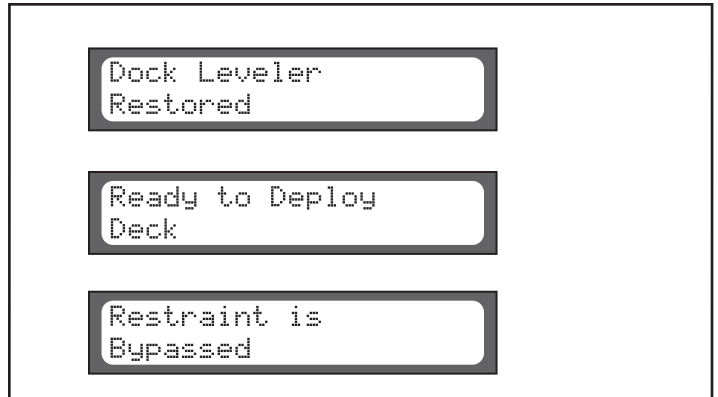 Dock Leveler
Restored
Ready to Deploy
Deck
Restraint is
Bypassed